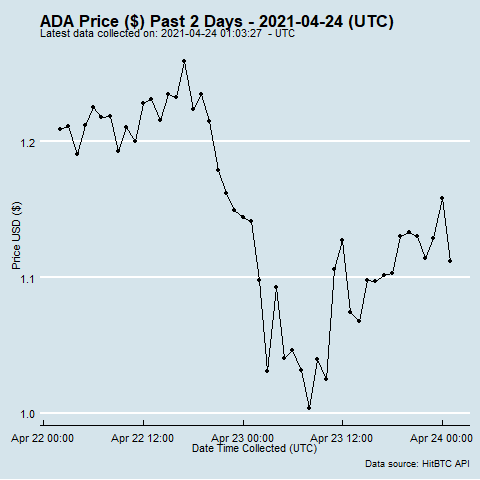 ADA Price ($) Past 2 Days - 2021-04-24 (UTC)
Latest data collected on: 2021-04-24 01:03:27  - UTC
Price USD ($)
1.2
1.1
1.0
Apr 22 00:00 Apr 22 12:00 Apr 23 00:00 Apr 23 12:00 Apr 24 00:00
Date Time Collected (UTC)
Data source: HitBTC API